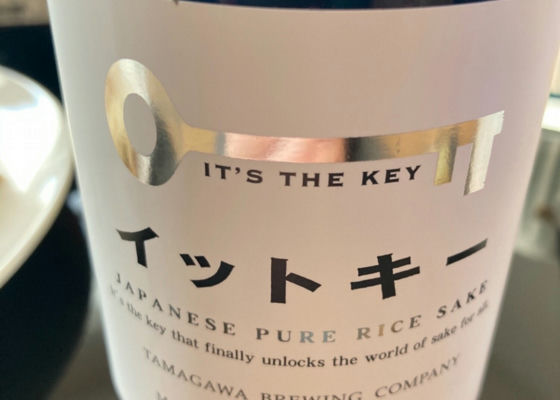 IT'S THE KEY
イットキー
JAPANESE PURE RICE SAKE
It's the key that finally unlocks the world of sake for all.
TAMAGAWA BREWING COMPANY